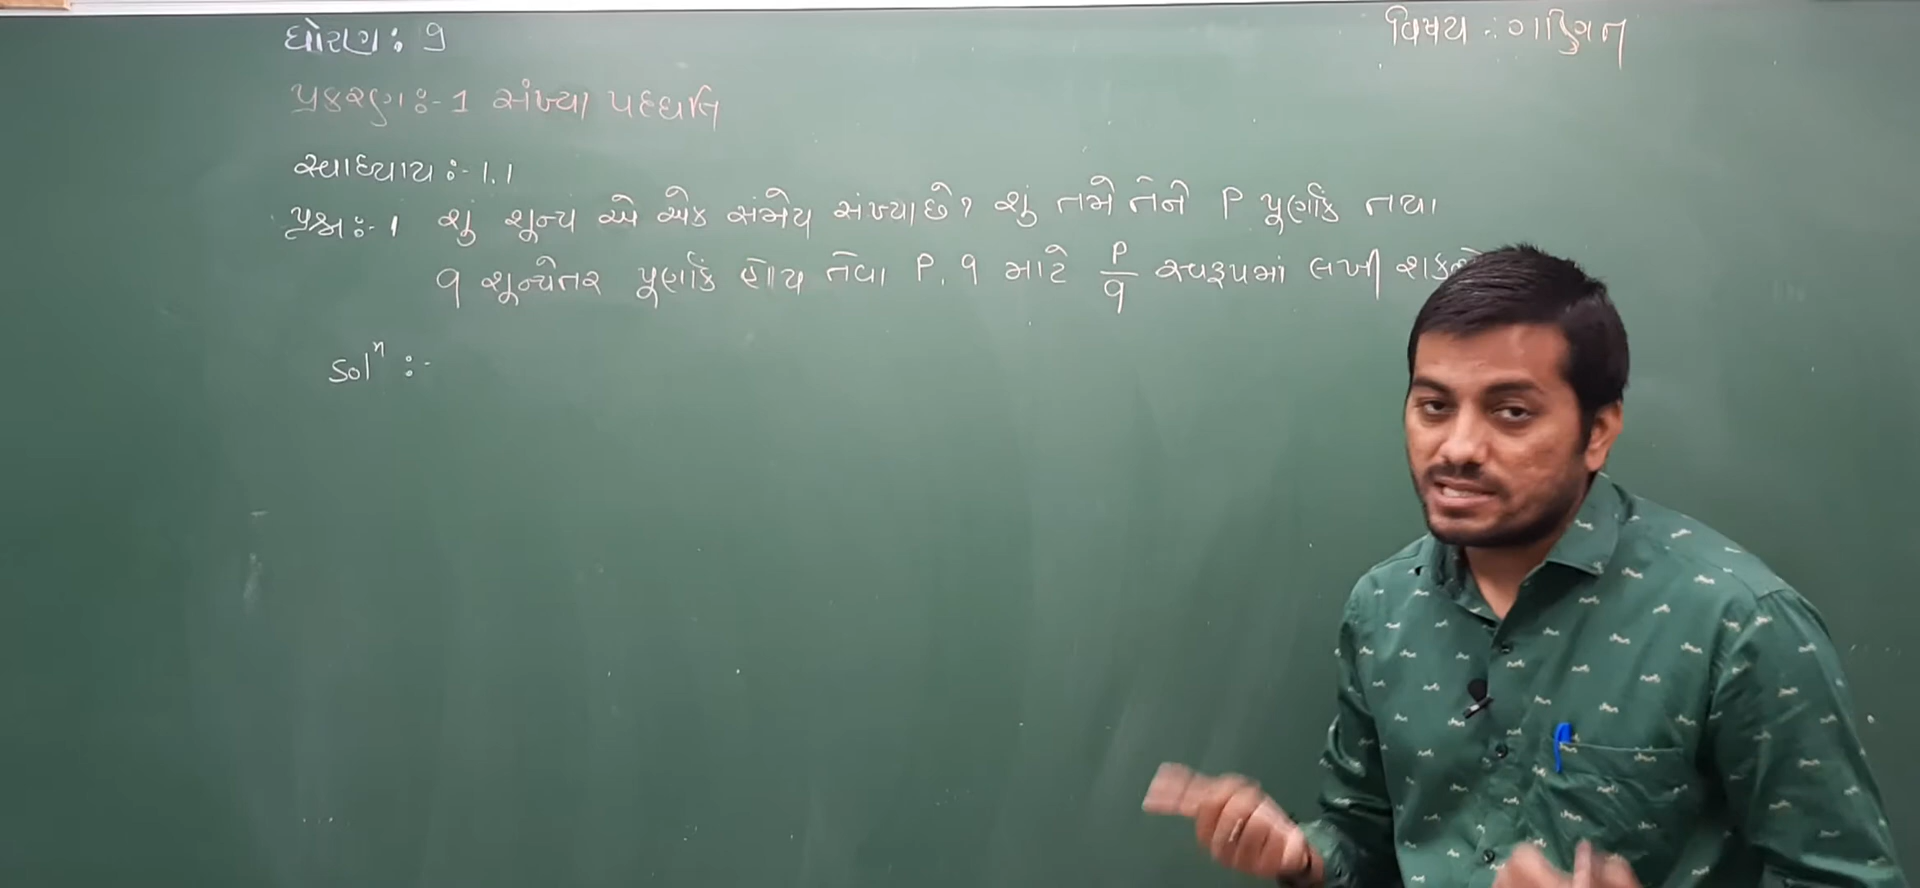 ધોરણ : 9
વિષય : ગણિત
પ્રકરણ :- 1 સંખ્યા પદ્ધતિ
સ્વાધ્યાય :- 1.1
પ્રશ્ન :- 1 શું શૂન્ય એ એક સંમેય સંખ્યા છે ? શું તમે તેને P પૂર્ણાંક તથા
q શૂન્યેતર પૂર્ણાંક હોય તેવા P, q માટે P/q સ્વરૂપમાં લખી
Solⁿ :-